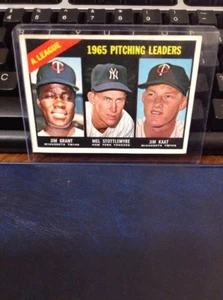 A. LEAGUE
1965 PITCHING LEADERS
JIM GRANT
MINNESOTA TWINS
MEL STOTTLEMYRE
NEW YORK YANKEES
JIM KAAT
MINNESOTA TWINS